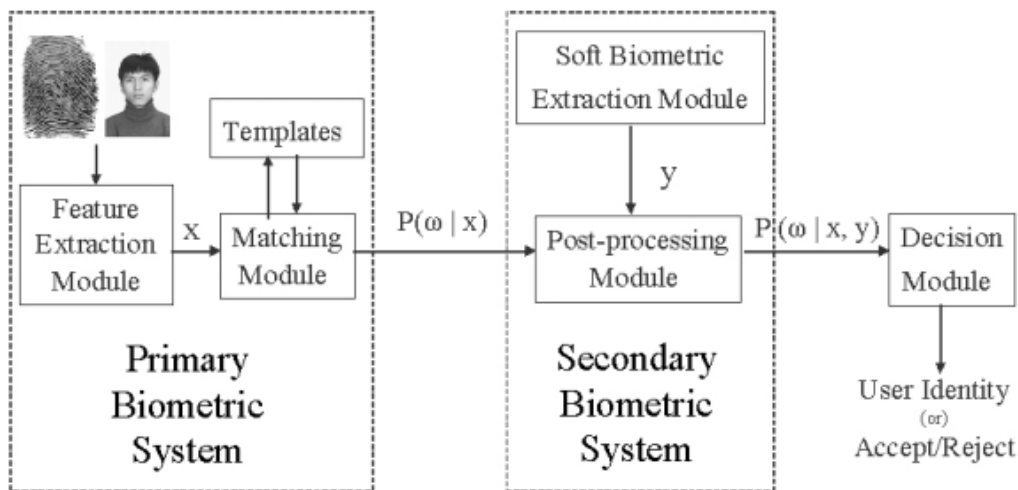 Templates
Feature
Extraction
Module
x
Matching
Module
P(ω | x)
Primary
Biometric
System
Soft Biometric
Extraction Module
y
Post-processing
Module
Secondary
Biometric
System
P (ω | x, y)
Decision
Module
User Identity
(or)
Accept/Reject